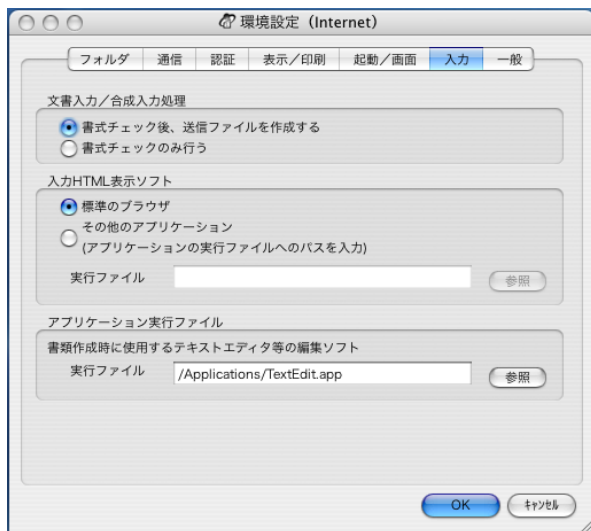 環境設定（Internet）
フォルダ 通信 認証 表示／印刷 起動／画面 入力 一般
文書入力／合成入力処理
書式チェック後、送信ファイルを作成する
書式チェックのみ行う
入力HTML表示ソフト
標準のブラウザ
その他のアプリケーション
(アプリケーションの実行ファイルへのパスを入力)
実行ファイル 参照
アプリケーション実行ファイル
書類作成時に使用するテキストエディタ等の編集ソフト
実行ファイル /Applications/TextEdit.app 参照
OK ｷｬﾝｾﾙ